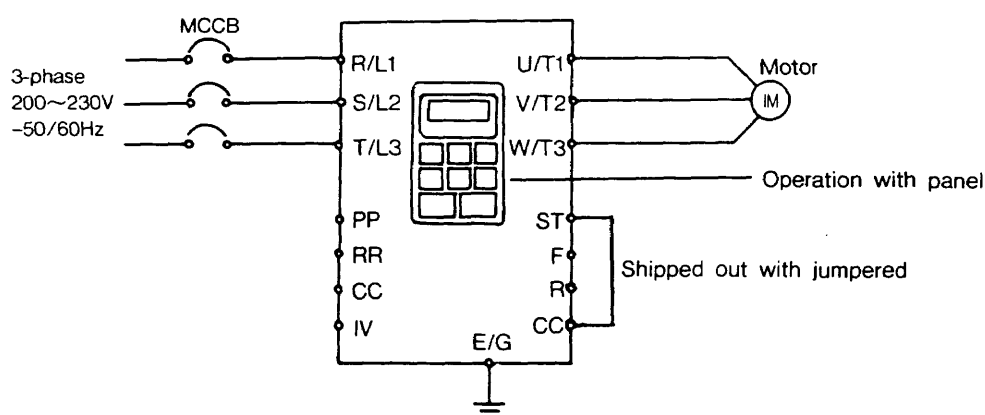 MCCB
3-phase
200~230V
-50/60Hz
R/L1
S/L2
T/L3
PP
RR
CC
IV
U/T1
V/T2
W/T3
ST
F
R
CC
E/G
Motor
IM
Operation with panel
Shipped out with jumpered